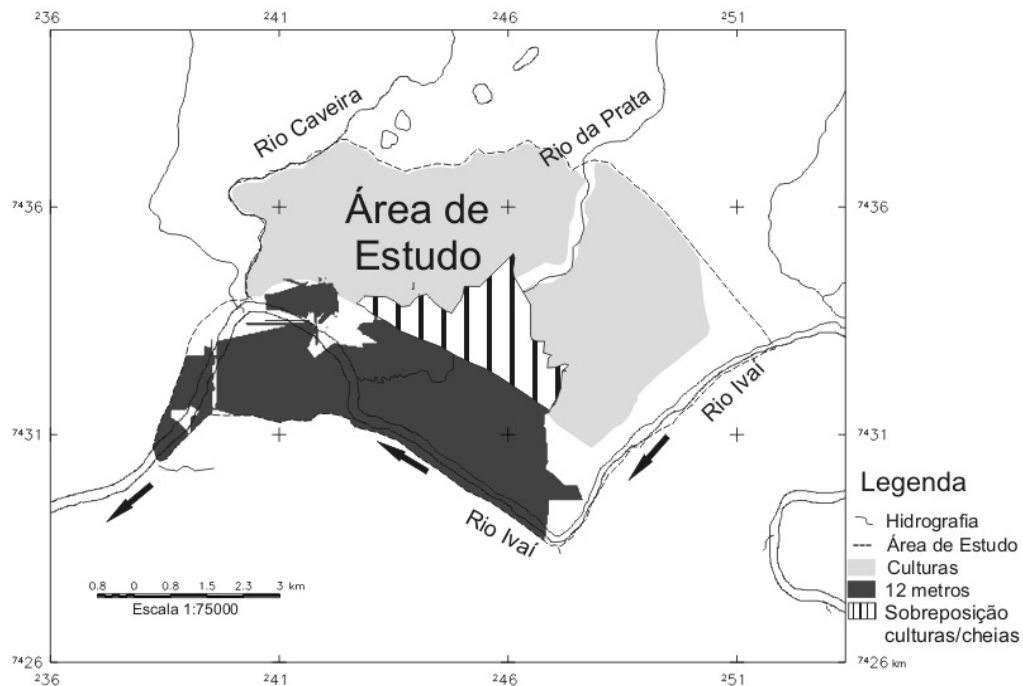 ²36
²41
²46
²51
Rio Caveira
Rio da Prata
⁷⁴36
⁷⁴36
Área de
Estudo
Rio Ivaí
⁷⁴31
⁷⁴31
Rio Ivaí
Legenda
Hidrografia
Área de Estudo
Culturas
12 metros
Sobreposição
culturas/cheias
0.8 0 0.8 1.5 2.3 3 km
Escala 1:75000
⁷⁴26
⁷⁴26 km
²36
²41
²46
²51